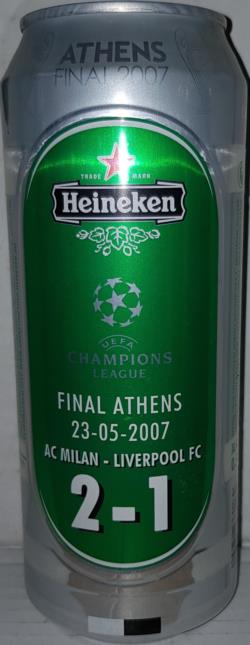 ATHENS
FINAL 2007
TRADE MARK
Heineken
UEFA
CHAMPIONS
LEAGUE
FINAL ATHENS
23-05-2007
AC MILAN - LIVERPOOL FC
2-1